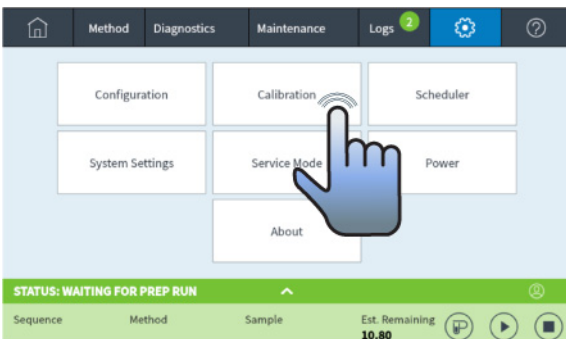 Method Diagnostics Maintenance Logs 2
Configuration Calibration Scheduler
System Settings Service Mode Power
About
STATUS: WAITING FOR PREP RUN
Sequence Method Sample Est. Remaining
10.80